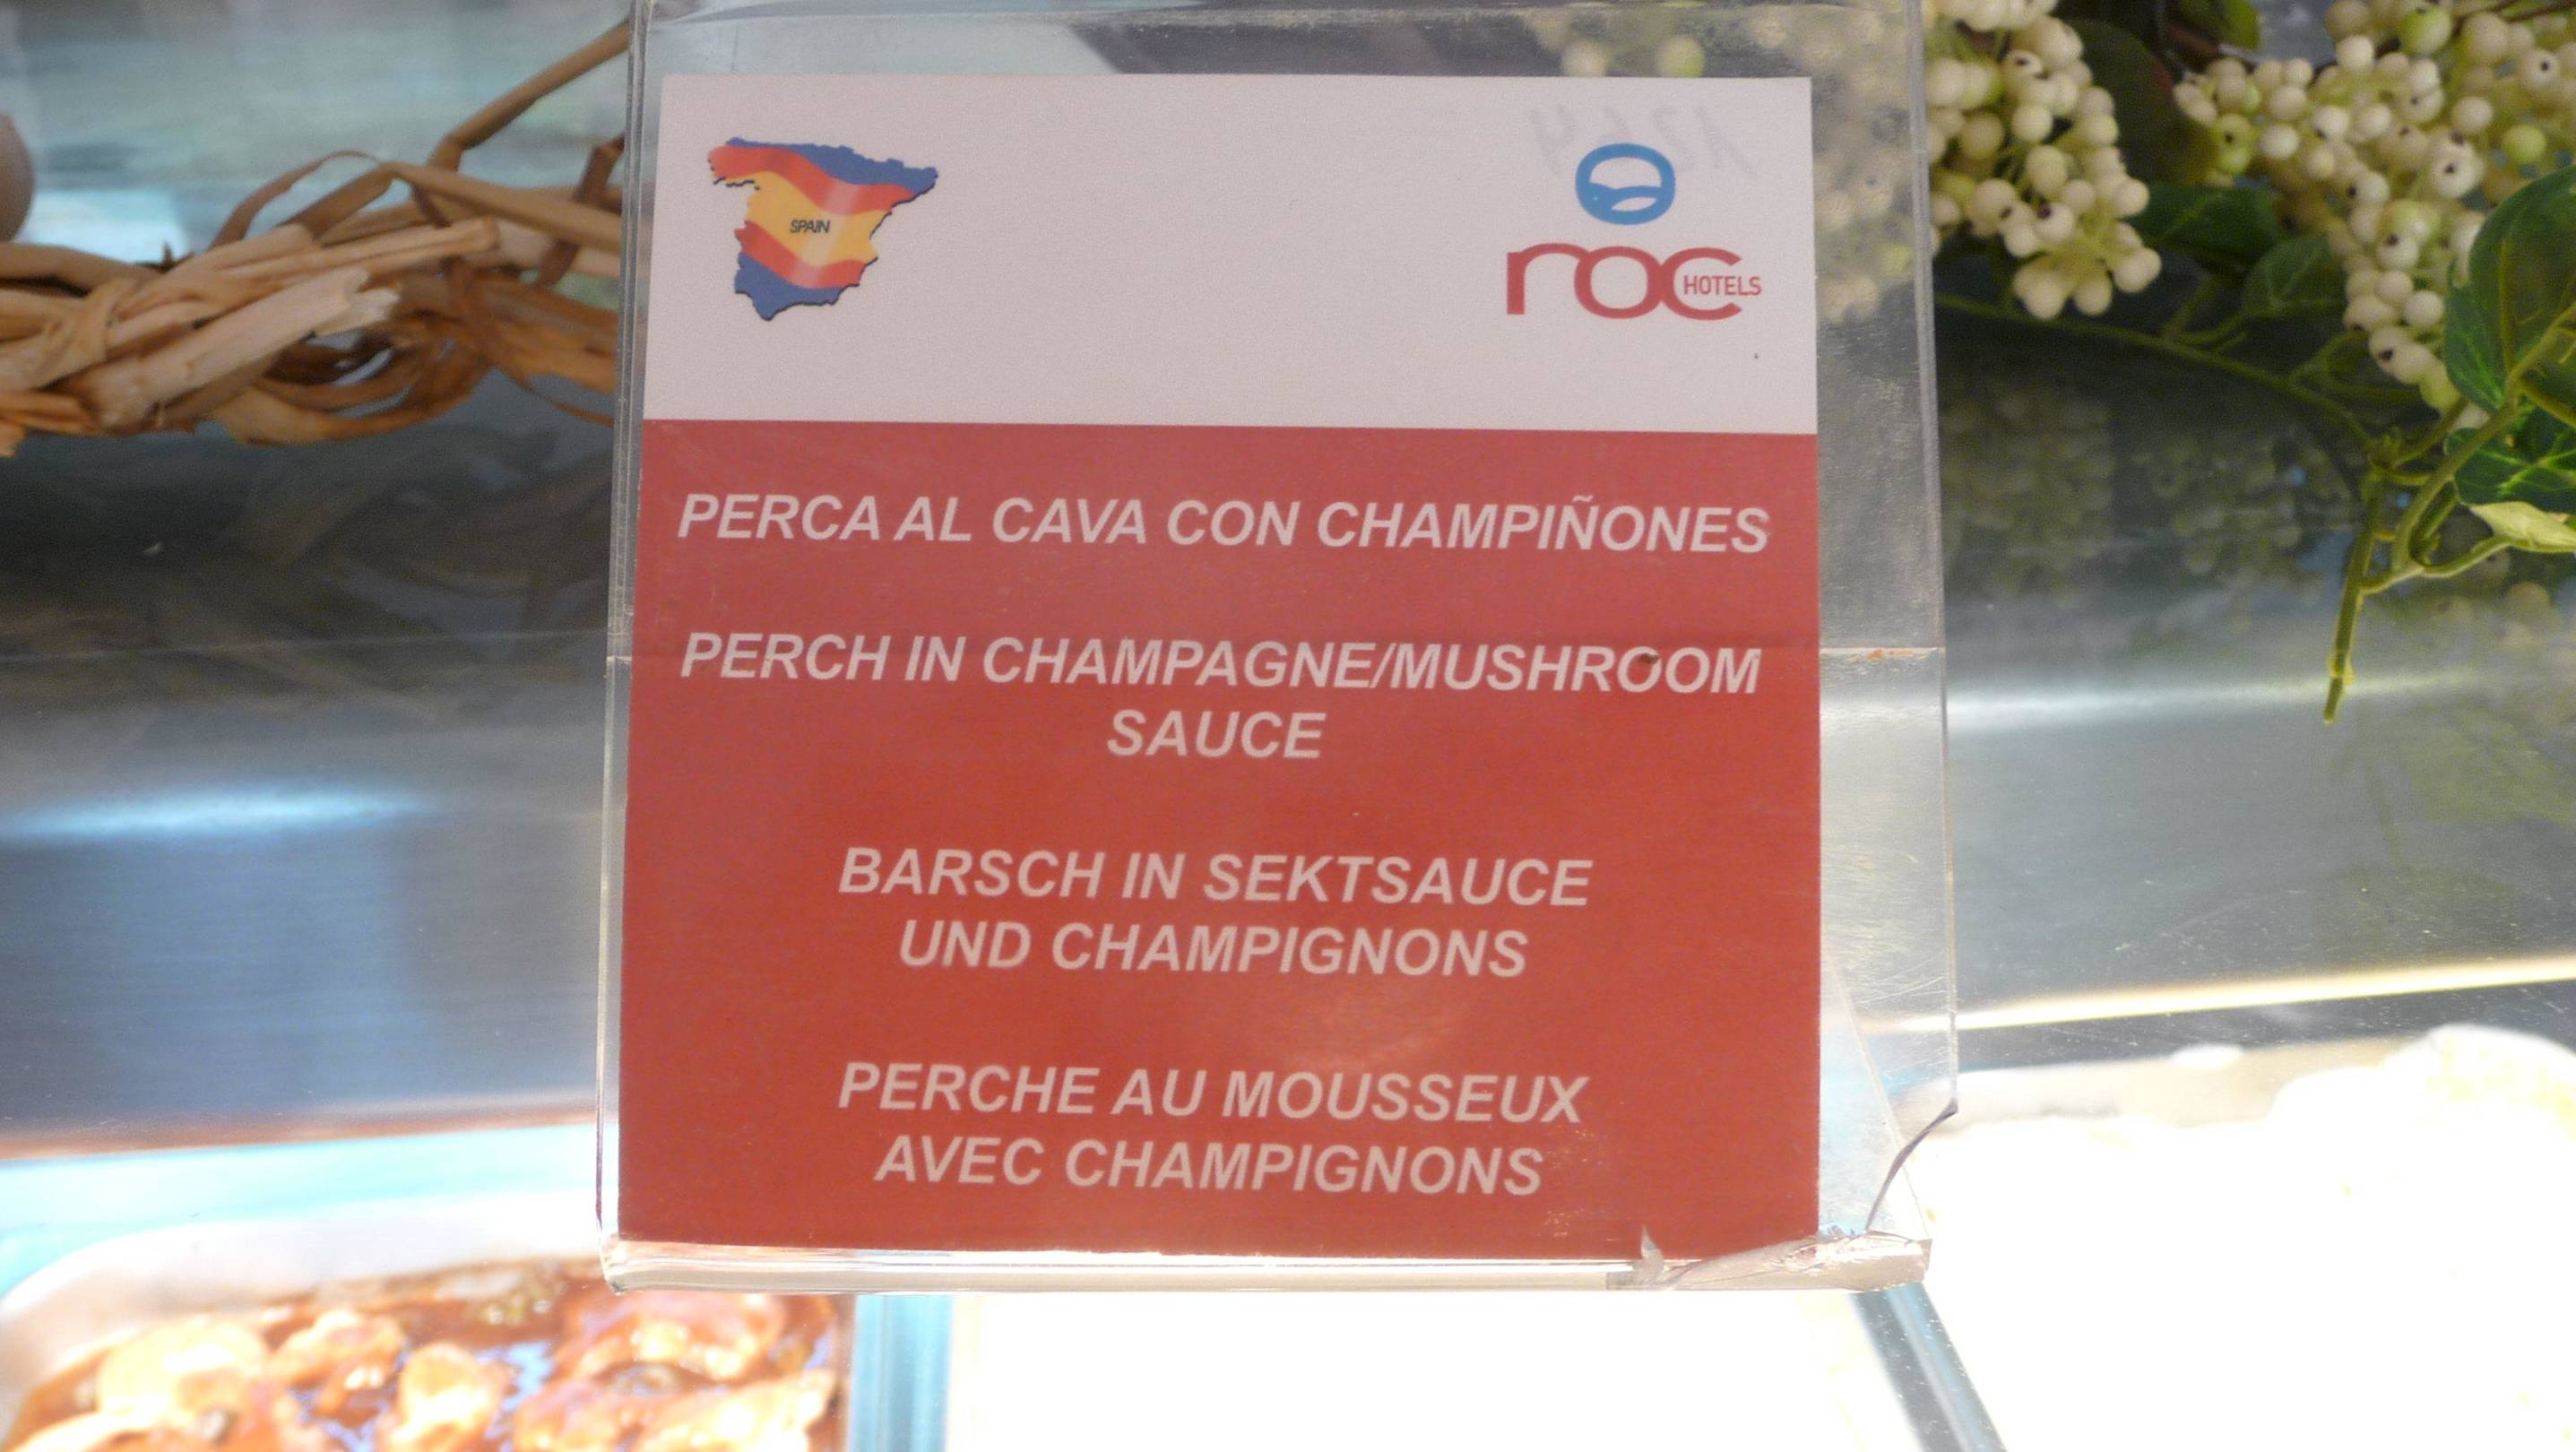 SPAIN
roc HOTELS
PERCA AL CAVA CON CHAMPIÑONES
PERCH IN CHAMPAGNE/MUSHROOM
SAUCE
BARSCH IN SEKTSAUCE
UND CHAMPIGNONS
PERCHE AU MOUSSEUX
AVEC CHAMPIGNONS